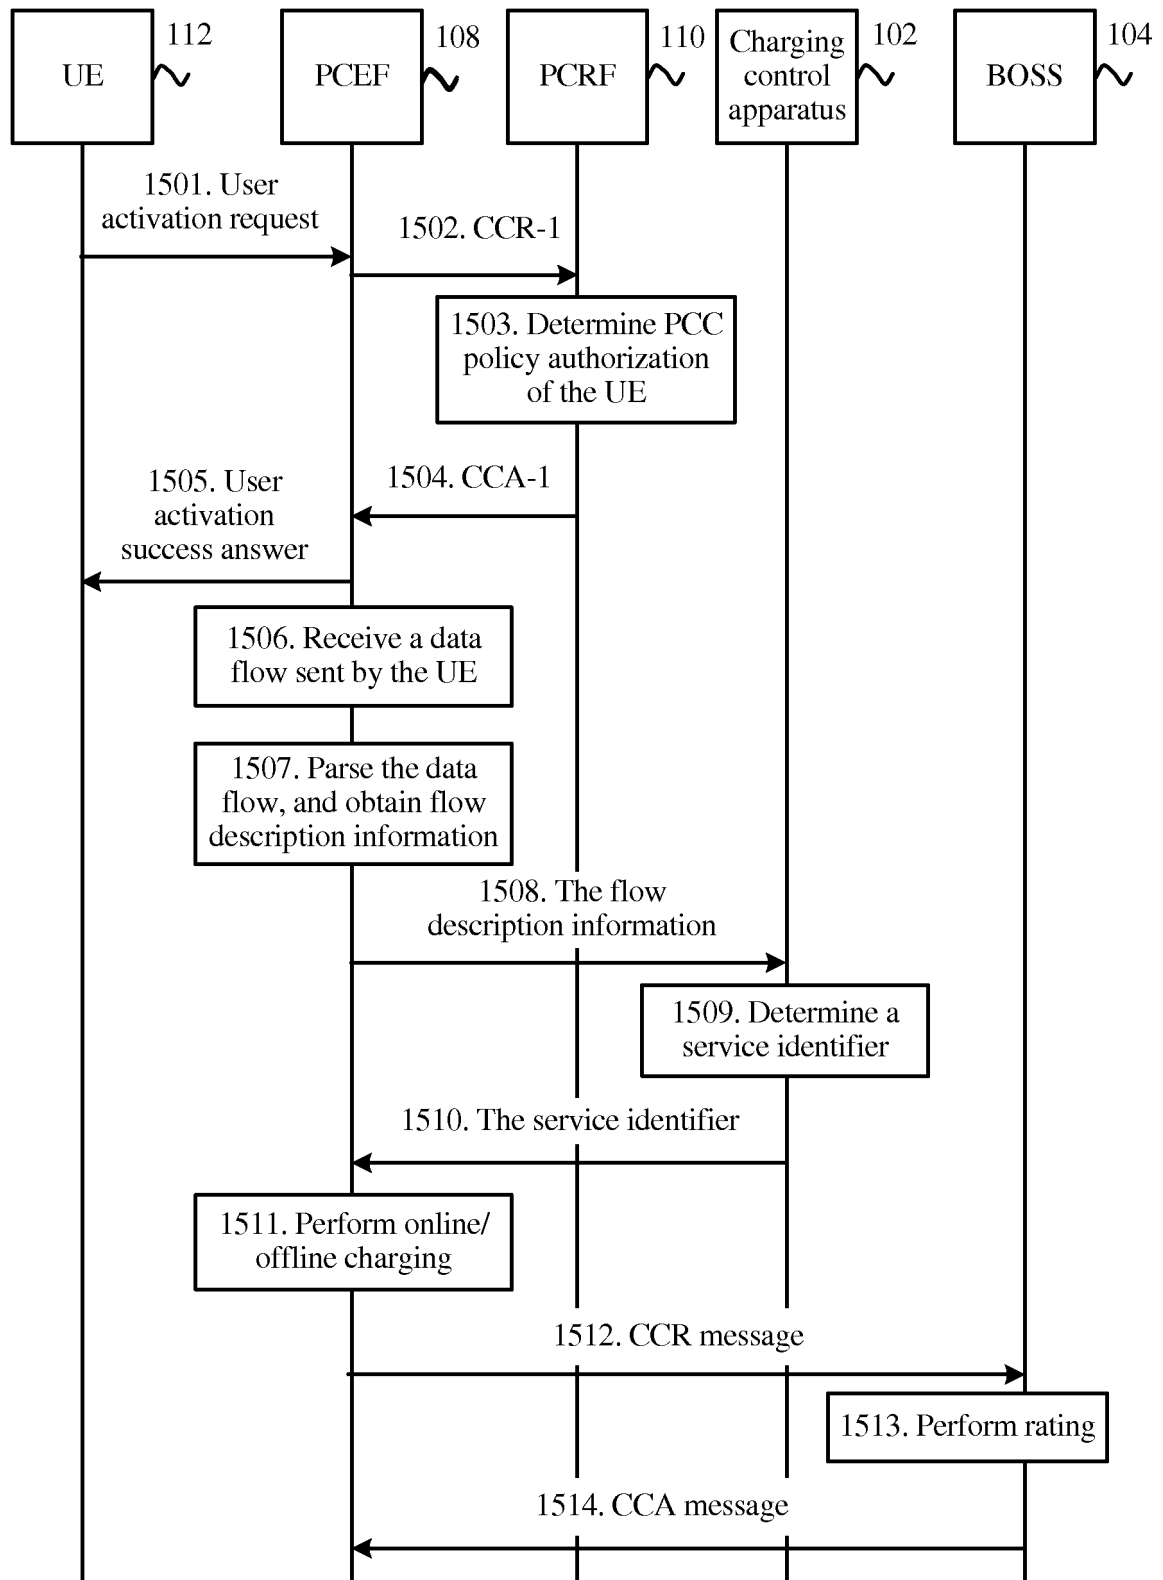 112
108
110
102
104
UE
PCEF
PCRF
Charging
control
apparatus
BOSS
1501. User
activation request
1502. CCR-1
1503. Determine PCC
policy authorization
of the UE
1504. CCA-1
1505. User
activation
success answer
1506. Receive a data
flow sent by the UE
1507. Parse the data
flow, and obtain flow
description information
1508. The flow
description information
1509. Determine a
service identifier
1510. The service identifier
1511. Perform online/
offline charging
1512. CCR message
1513. Perform rating
1514. CCA message